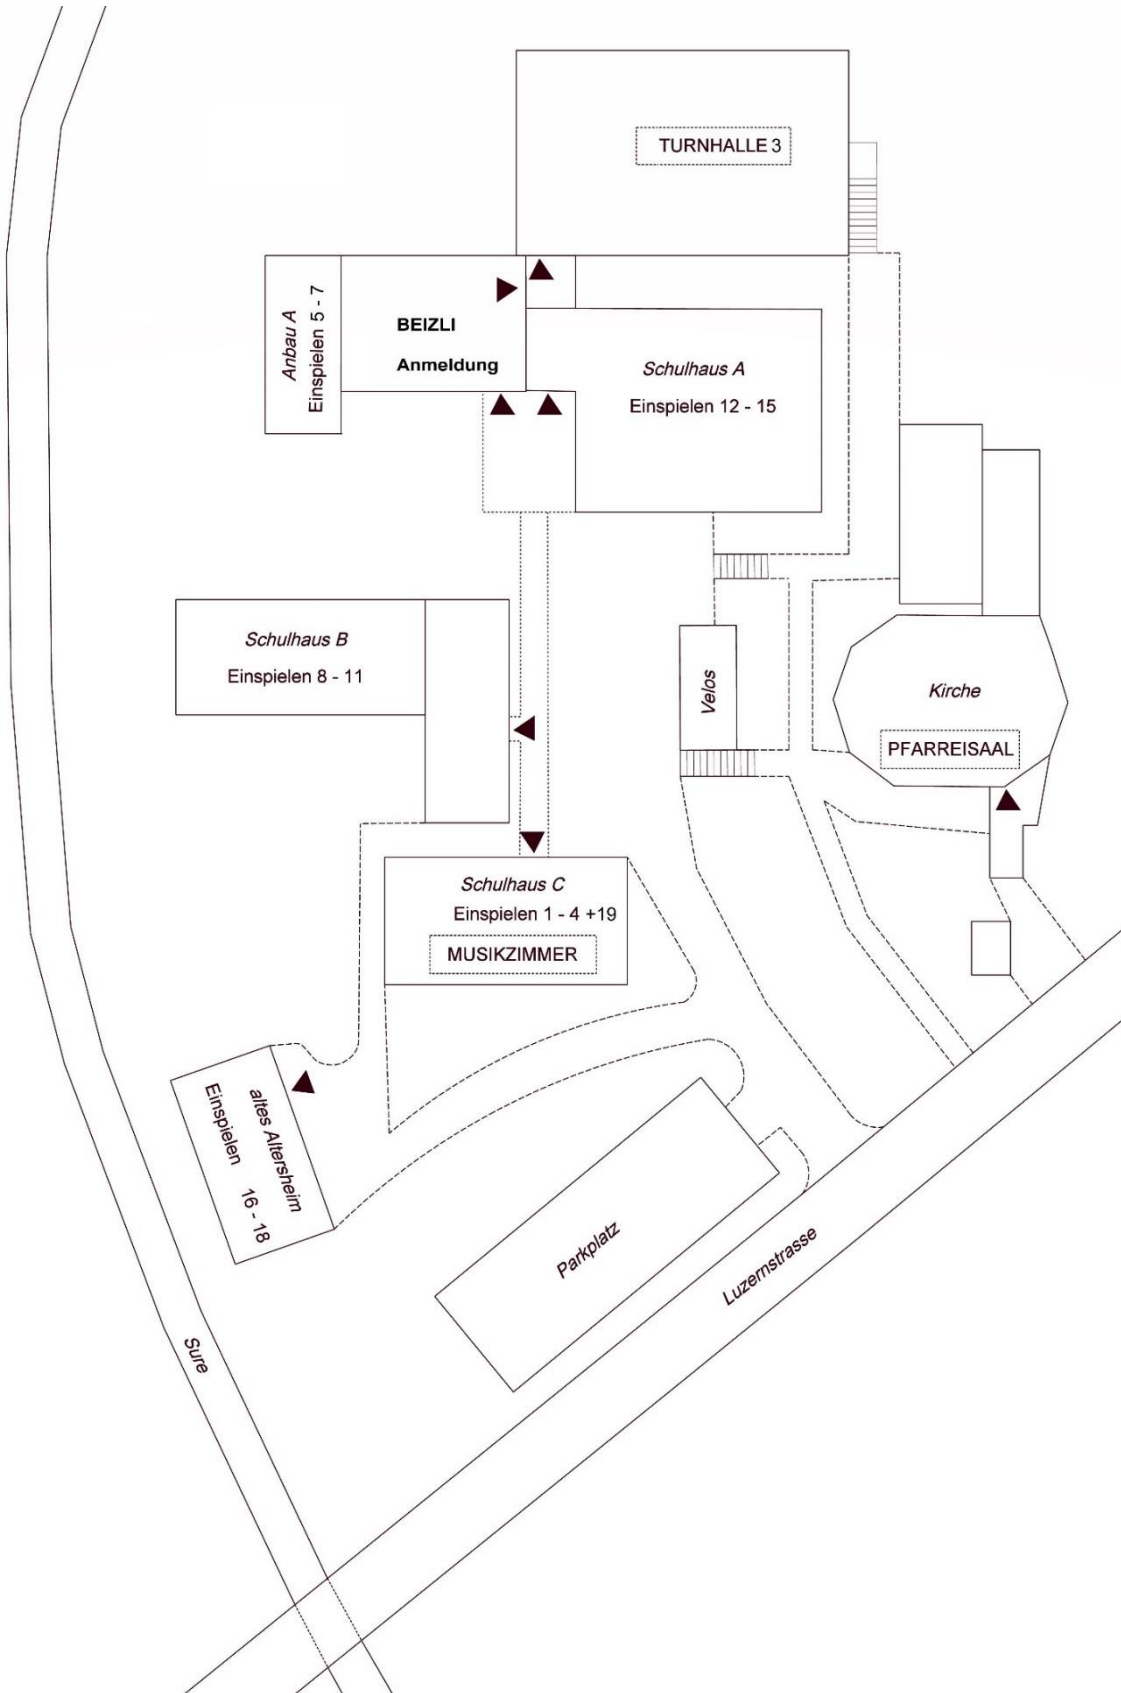 TURNHALLE 3
Anbau A
Einspielen 5 - 7
BEIZLI
Anmeldung
Schulhaus A
Einspielen 12 - 15
Schulhaus B
Einspielen 8 - 11
Velos
Kirche
PFARREISAAL
Schulhaus C
Einspielen 1 - 4 +19
MUSIKZIMMER
altes Altersheim
Einspielen 16 - 18
Parkplatz
Luzernstrasse
Sure